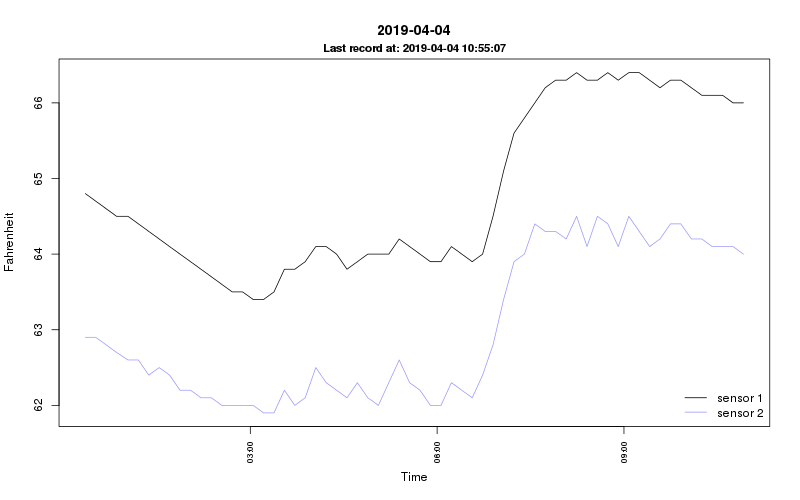 2019-04-04
Last record at: 2019-04-04 10:55:07
Fahrenheit
66
65
64
63
62
sensor 1
sensor 2
03:00
06:00
09:00
Time